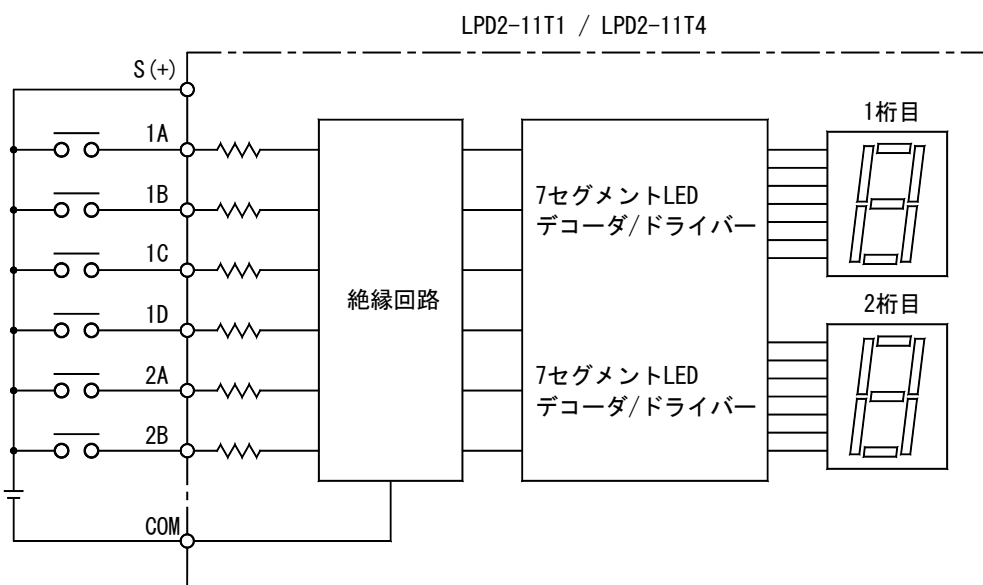 LPD2-11T1 / LPD2-11T4
S(+)
1A
1B
1C
1D
2A
2B
COM
絶縁回路
7セグメントLED
デコーダ/ドライバー
7セグメントLED
デコーダ/ドライバー
1桁目
2桁目